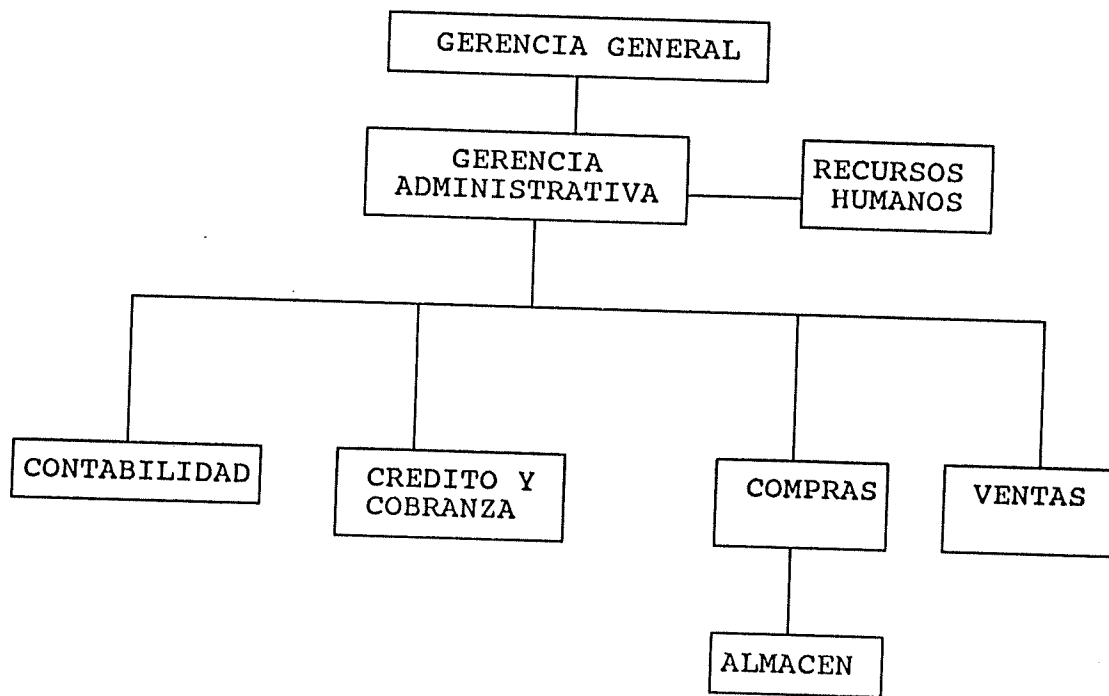 GERENCIA GENERAL
GERENCIA
ADMINISTRATIVA
RECURSOS
HUMANOS
CONTABILIDAD
CREDITO Y
COBRANZA
COMPRAS
VENTAS
ALMACEN